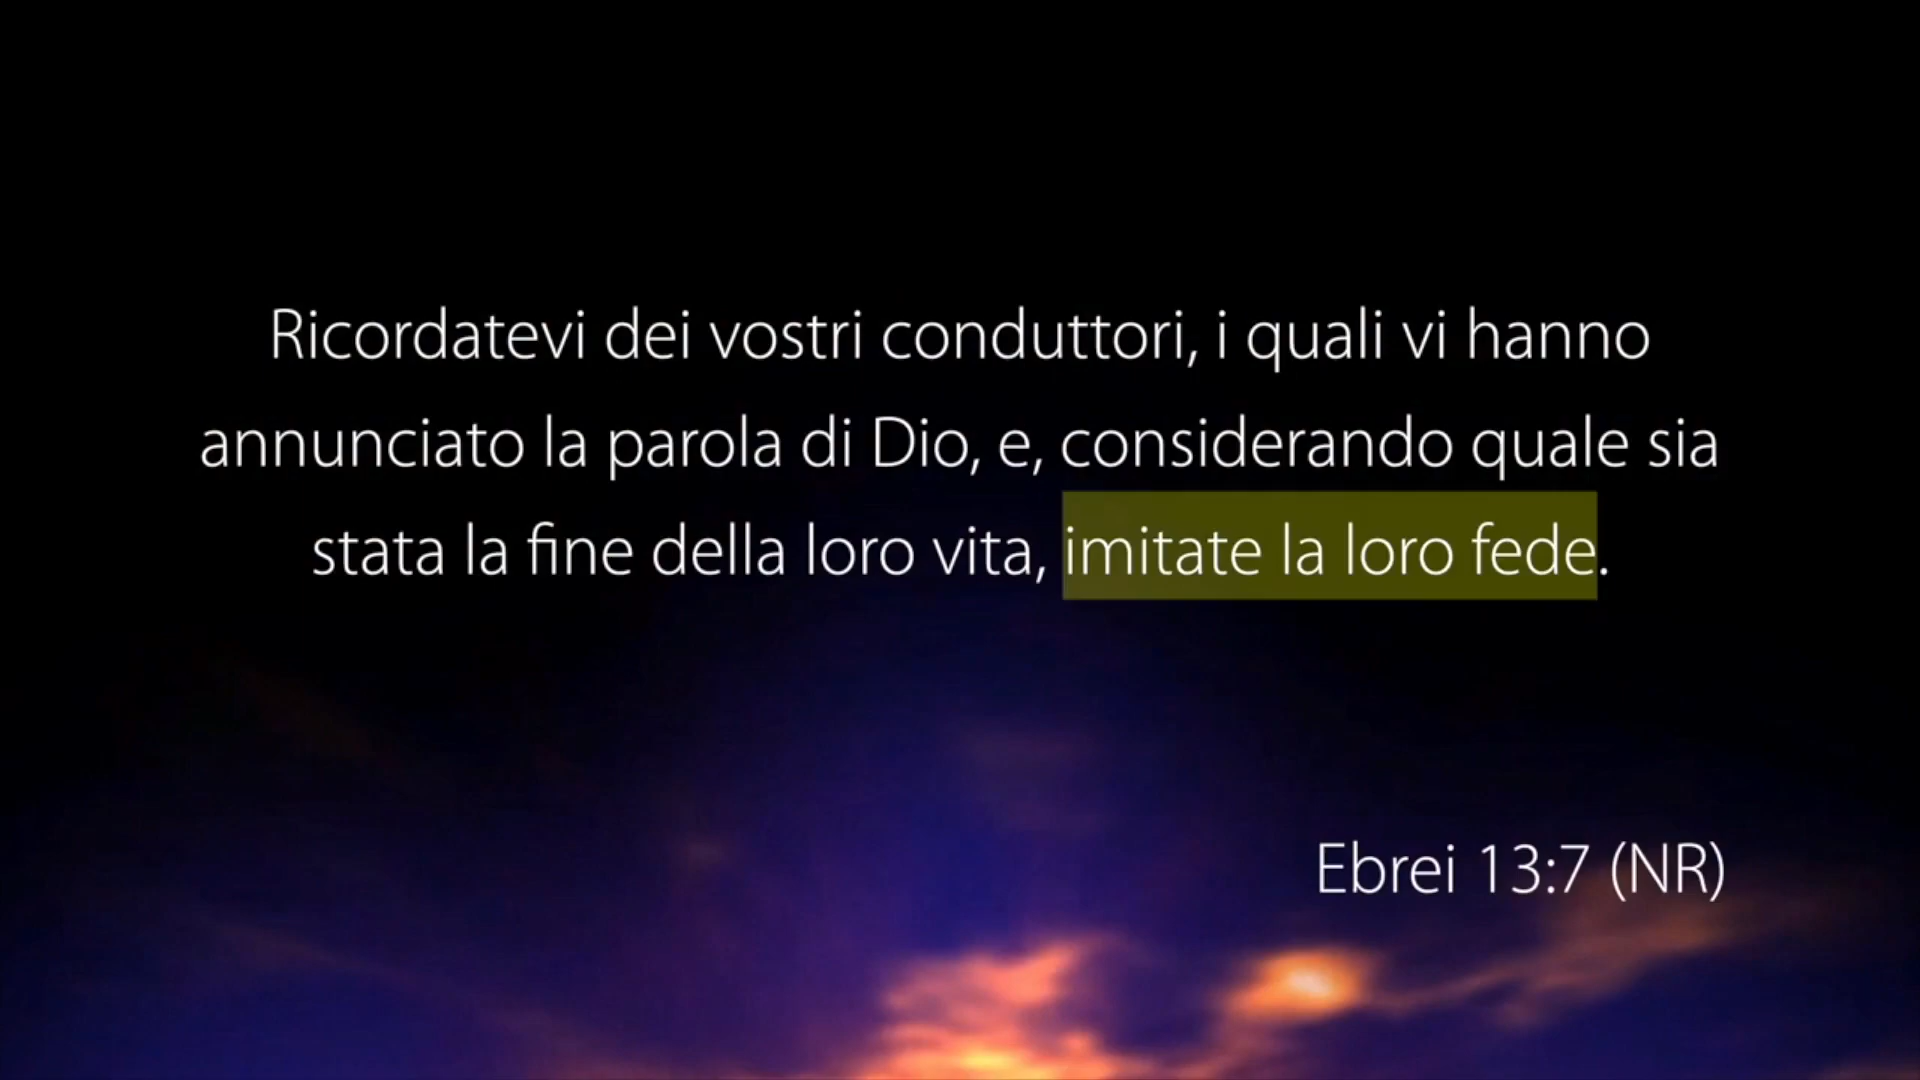 Ricordatevi dei vostri conduttori, i quali vi hanno
annunciato la parola di Dio, e, considerando quale sia
stata la fine della loro vita, imitate la loro fede.
Ebrei 13:7 (NR)